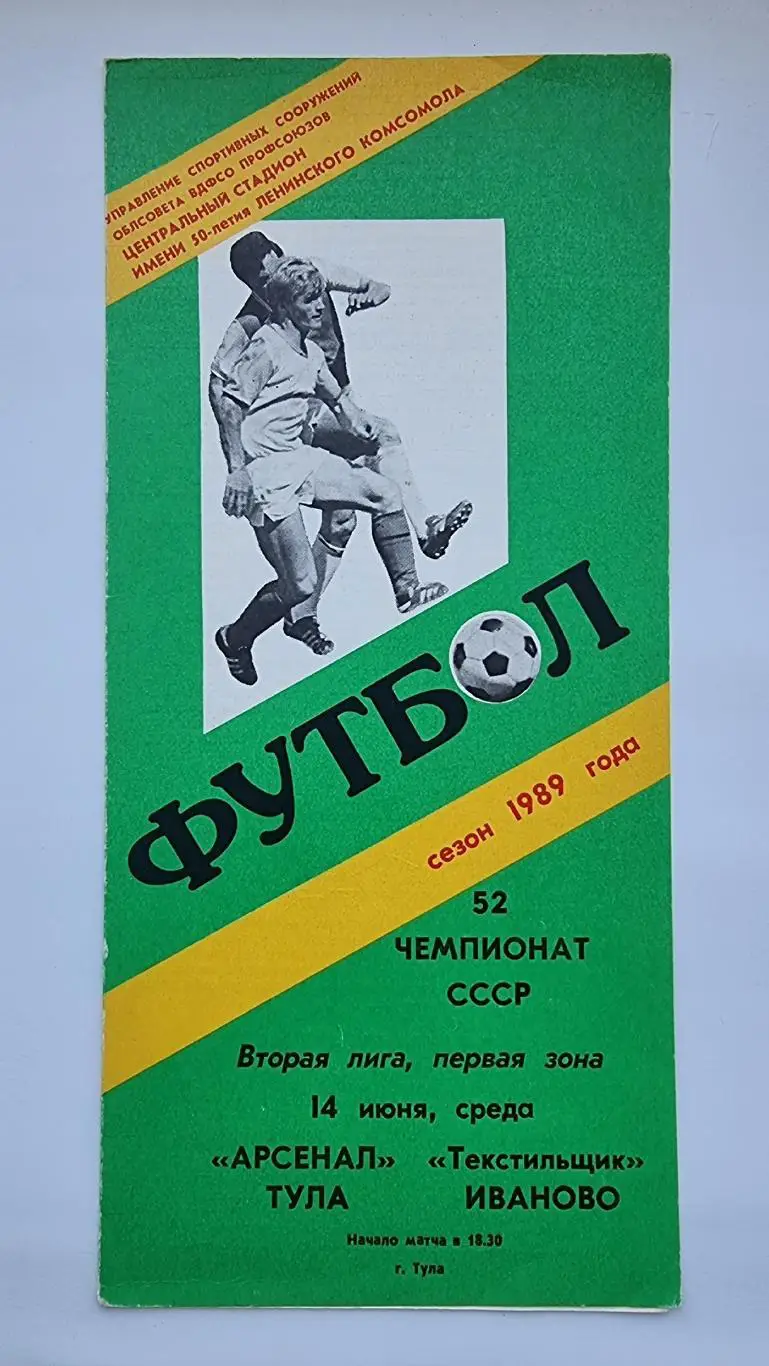 УПРАВЛЕНИЕ СПОРТИВНЫХ СООРУЖЕНИЙ
ОБЛСОВЕТА ВДФСО ПРОФСОЮЗОВ
ЦЕНТРАЛЬНЫЙ СТАДИОН
ИМЕНИ 50-летия ЛЕНИНСКОГО КОМСОМОЛА
ФУТБОЛ
сезон 1989 года
52
ЧЕМПИОНАТ
СССР
Вторая лига, первая зона
14 июня, среда
«АРСЕНАЛ» «Текстильщик»
ТУЛА ИВАНОВО
Начало матча в 18.30
г. Тула